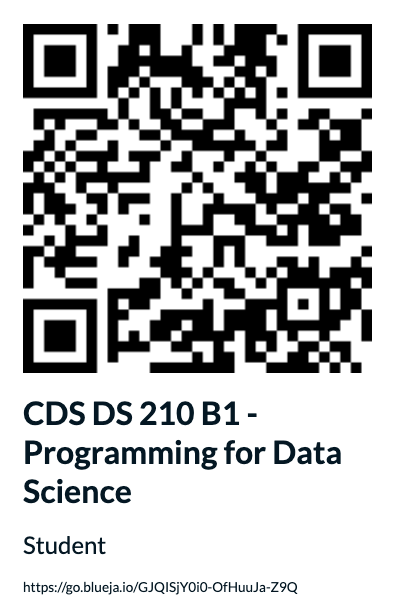 CDS DS 210 B1 -
Programming for Data
Science
Student
https://go.blueja.io/GJQISjY0i0-OfHuuJa-Z9Q